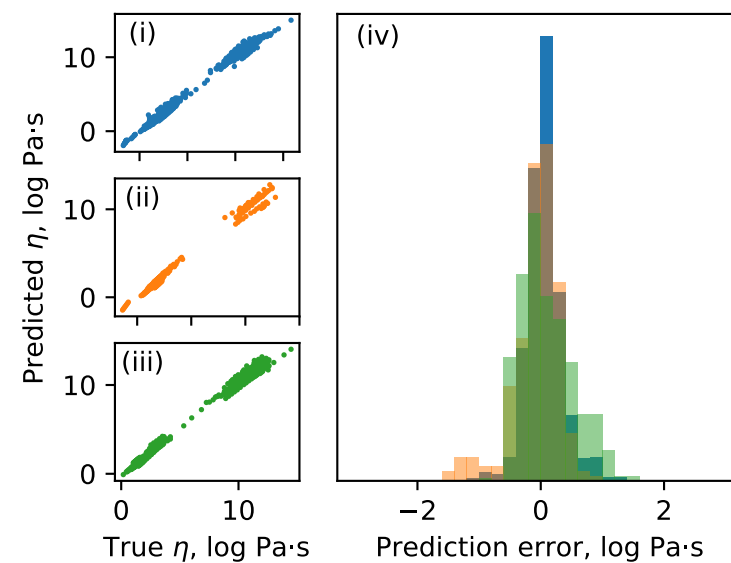 (i)
10
0
(ii)
10
0
(iii)
10
0
0
10
Predicted η, log Pa·s
True η, log Pa·s
(iv)
−2
0
2
Prediction error, log Pa·s